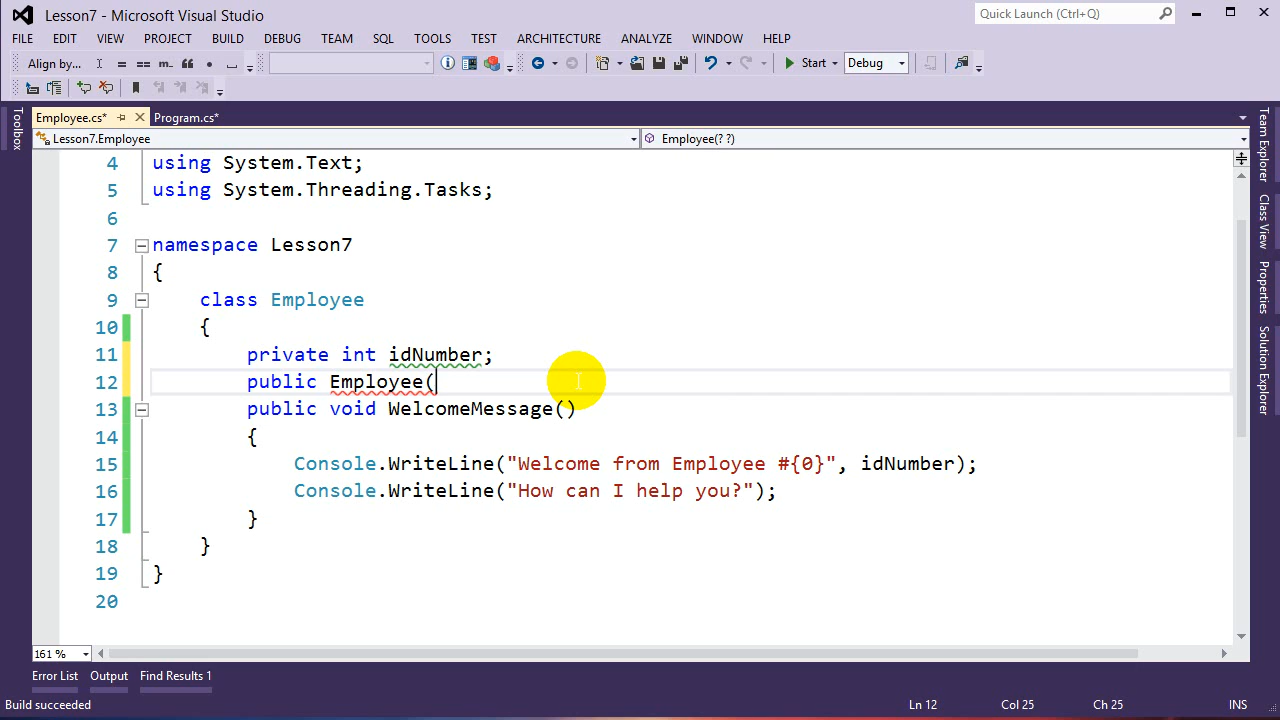 Lesson7 - Microsoft Visual Studio
Quick Launch (Ctrl+Q)
FILE EDIT VIEW PROJECT BUILD DEBUG TEAM SQL TOOLS TEST ARCHITECTURE ANALYZE WINDOW HELP
Align by... Start Debug
Toolbox
Employee.cs* Program.cs*
Lesson7.Employee Employee(? ?)
4 using System.Text;
5 using System.Threading.Tasks;
6
7 namespace Lesson7
8 {
9 class Employee
10 {
11 private int idNumber;
12 public Employee(
13 public void WelcomeMessage()
14 {
15 Console.WriteLine("Welcome from Employee #{0}", idNumber);
16 Console.WriteLine("How can I help you?");
17 }
18 }
19 }
20
Team Explorer
Class View
Properties
Solution Explorer
161 %
Error List Output Find Results 1
Build succeeded Ln 12 Col 25 Ch 25 INS